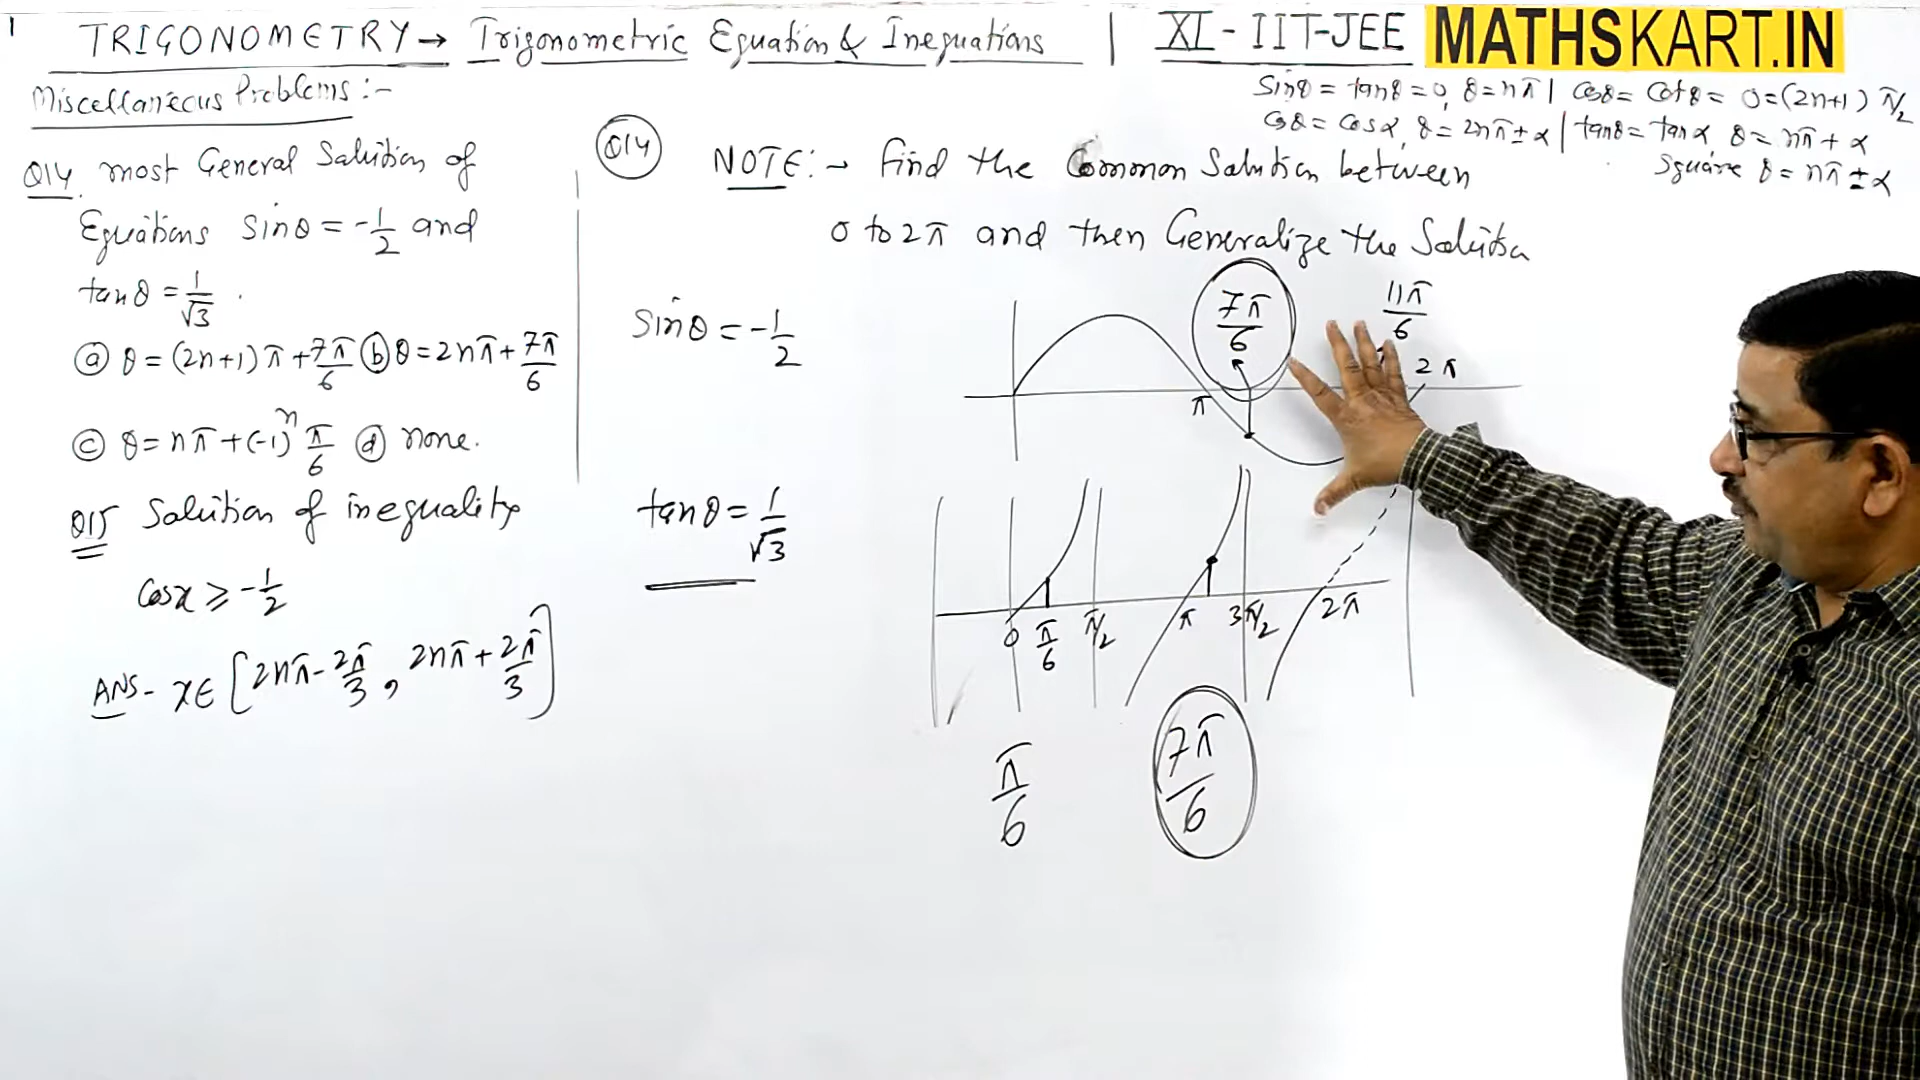 1
TRIGONOMETRY → Trigonometric Equation & Inequations | XI - IIT-JEE
MATHSKART.IN
Miscellaneous Problems :-
Sinθ = tanθ = 0, θ = nπ | Cosθ = Cotθ = 0 = (2n+1) π/2
Cosθ = Cosα, θ = 2nπ ± α | tanθ = tanα θ = nπ + α
Square θ = nπ ± α
Q14. most General Solution of
Equations Sinθ = -1/2 and
tanθ = 1/√3 .
ⓐ θ = (2n+1)π + 7π/6 ⓑ θ = 2nπ + 7π/6
ⓒ θ = nπ + (-1)^n π/6 ⓓ none.
Q15 Solution of inequality
Cosx ≥ -1/2
ANS - x∈ [2nπ - 2π/3, 2nπ + 2π/3]
Q14
NOTE :→ Find the Common Solution between
0 to 2π and then Generalize the Solution
Sinθ = -1/2
7π/6
11π/6
π
2π
tanθ = 1/√3
0 π/6 π/2 π 3π/2 2π
π/6
7π/6